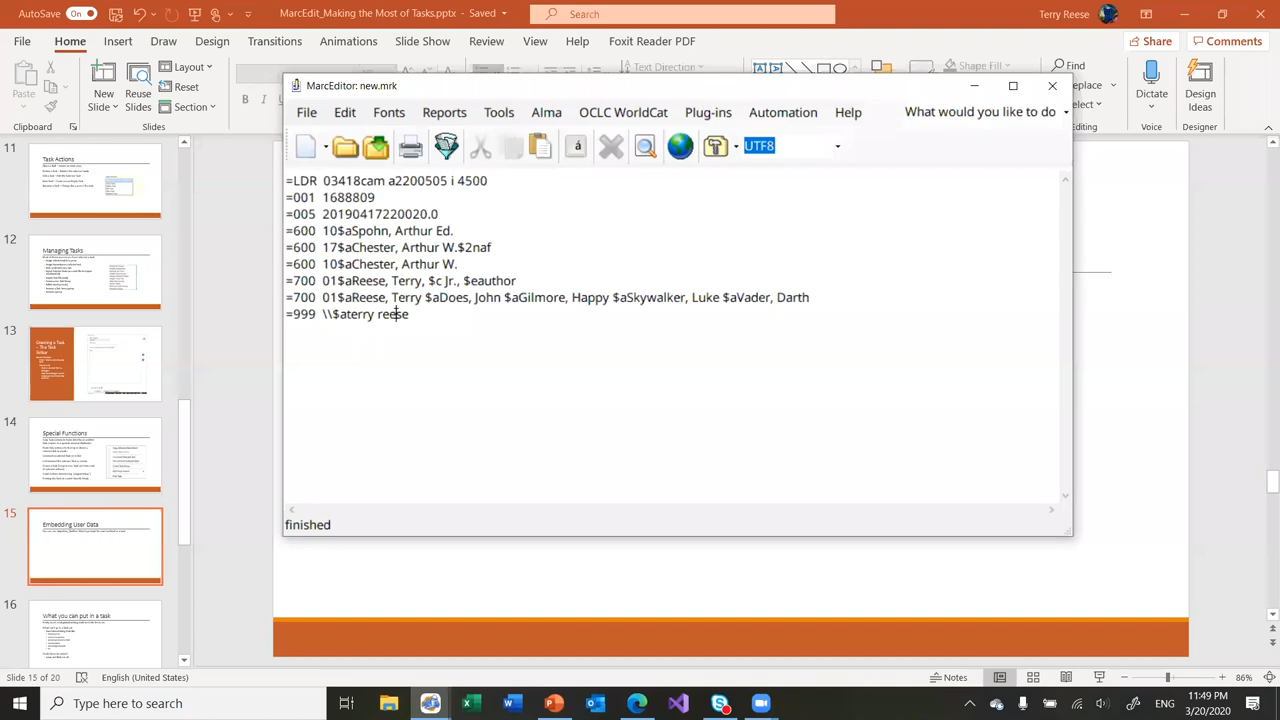 AutoSave On MarcEdit_Making the Most of Tasks.pptx - Saved Search Terry Reese
File Home Insert Draw Design Transitions Animations Slide Show Review View Help Foxit Reader PDF Share Comments
Paste New Slide Reuse Slides Layout Reset Section Text Direction Shape Fill Find Replace Select Dictate Design Ideas
Clipboard Slides Editing Voice Designer
MarcEditor: new.mrk
File Edit Fonts Reports Tools Alma OCLC WorldCat Plug-ins Automation Help What would you like to do
UTF8
=LDR 03418cam a2200505 i 4500
=001 1688809
=005 20190417220020.0
=600 10$aSpohn, Arthur Ed.
=600 17$aChester, Arthur W.$2naf
=600 10$aChester, Arthur W.
=700 01$aReese, Terry, $c Jr., $eauthor
=700 01$aReese, Terry $aDoes, John $aGilmore, Happy $aSkywalker, Luke $aVader, Darth
=999 \\$aterry reese
finished
11
Task Actions
12
Managing Tasks
13
Creating a Task – The Task Editor
14
Special Functions
15
Embedding User Data
16
What you can put in a task
Slide 15 of 20 English (United States) Notes 86%
Type here to search ENG 11:49 PM 3/20/2020